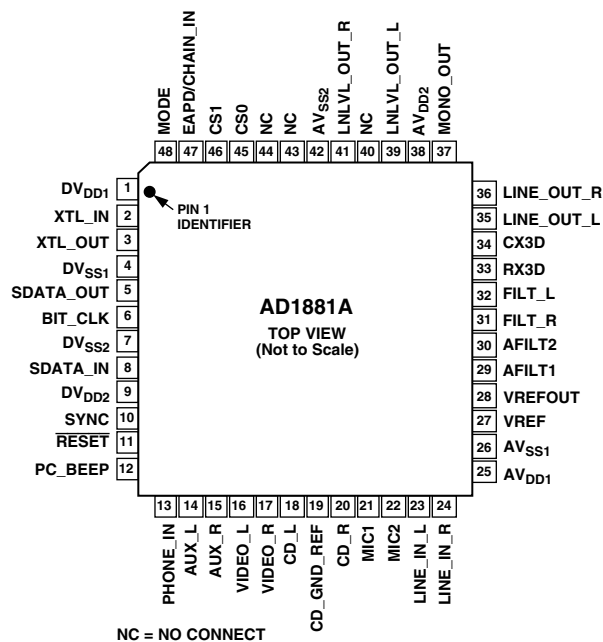 MODE
EAPD/CHAIN_IN
CS1
CS0
NC
NC
AVSS2
LNLVL_OUT_R
NC
LNLVL_OUT_L
AVDD2
MONO_OUT
48 47 46 45 44 43 42 41 40 39 38 37
DVDD1 1
XTL_IN 2
XTL_OUT 3
DVSS1 4
SDATA_OUT 5
BIT_CLK 6
DVSS2 7
SDATA_IN 8
DVDD2 9
SYNC 10
RESET 11
PC_BEEP 12
PIN 1
IDENTIFIER
AD1881A
TOP VIEW
(Not to Scale)
36 LINE_OUT_R
35 LINE_OUT_L
34 CX3D
33 RX3D
32 FILT_L
31 FILT_R
30 AFILT2
29 AFILT1
28 VREFOUT
27 VREF
26 AVSS1
25 AVDD1
13 14 15 16 17 18 19 20 21 22 23 24
PHONE_IN
AUX_L
AUX_R
VIDEO_L
VIDEO_R
CD_L
CD_GND_REF
CD_R
MIC1
MIC2
LINE_IN_L
LINE_IN_R
NC = NO CONNECT